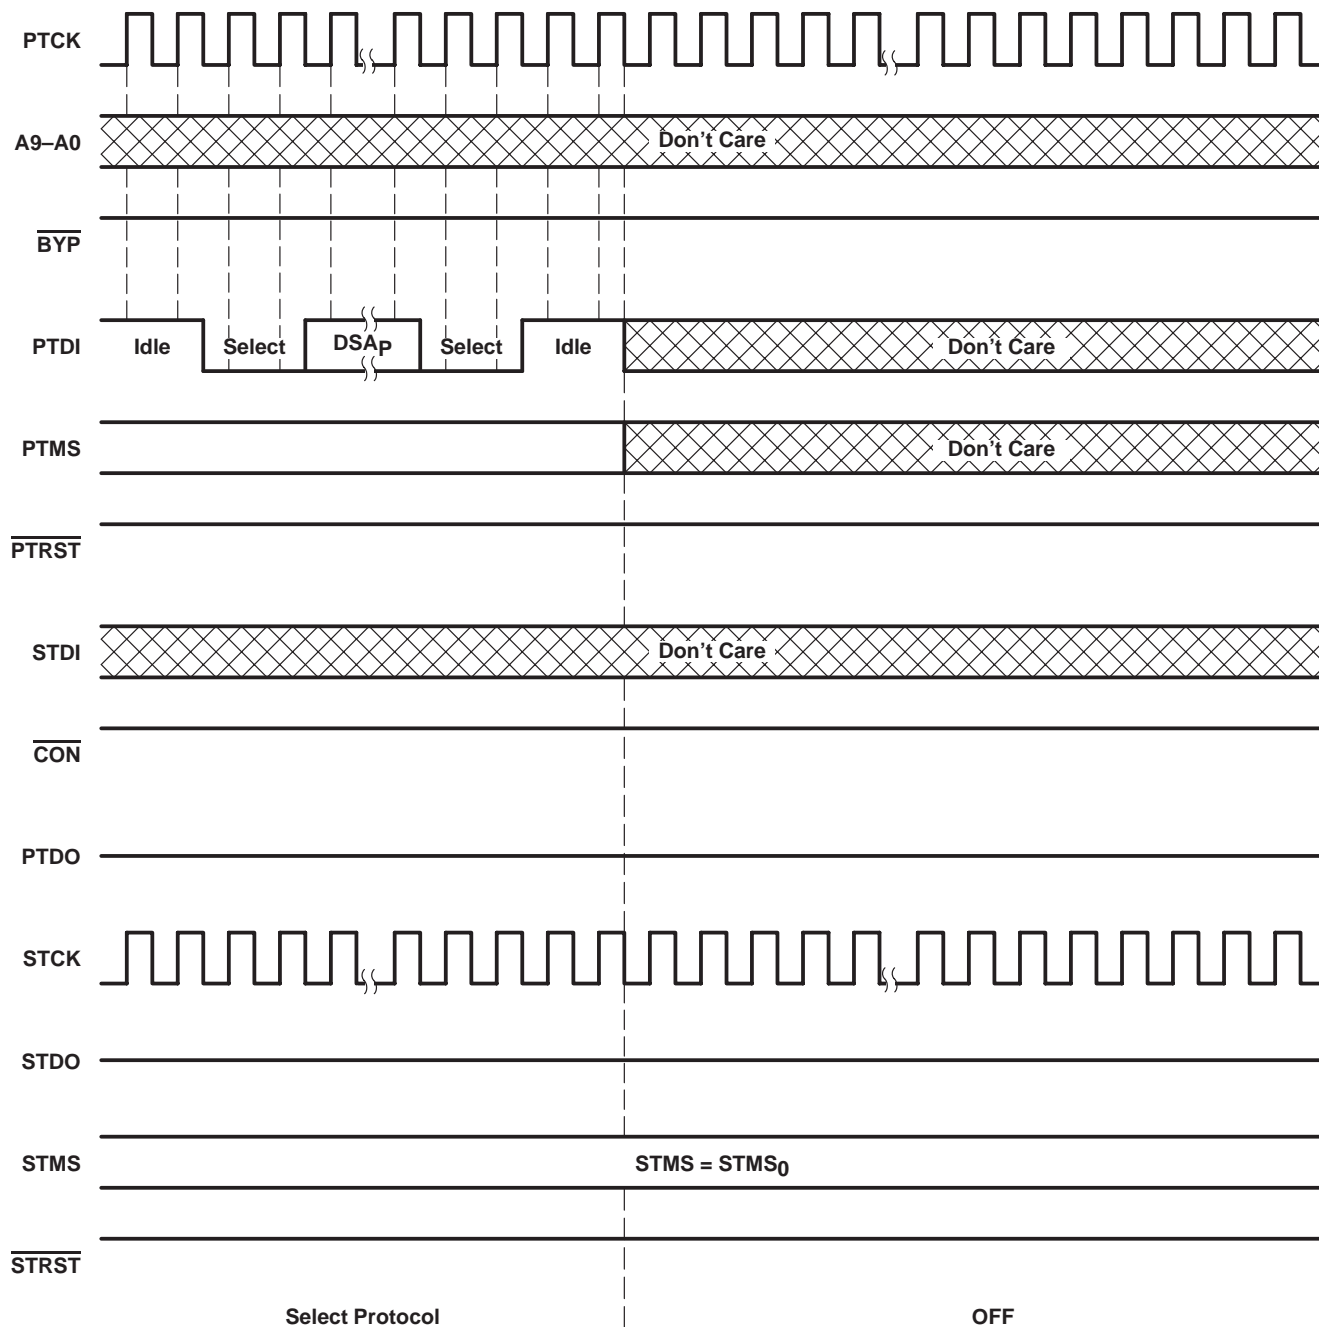 PTCK
A9–A0
Don't Care
BYP
PTDI
Idle
Select
DSAP
Select
Idle
Don't Care
PTMS
Don't Care
PTRST
STDI
Don't Care
CON
PTDO
STCK
STDO
STMS
STMS = STMS0
STRST
Select Protocol
OFF